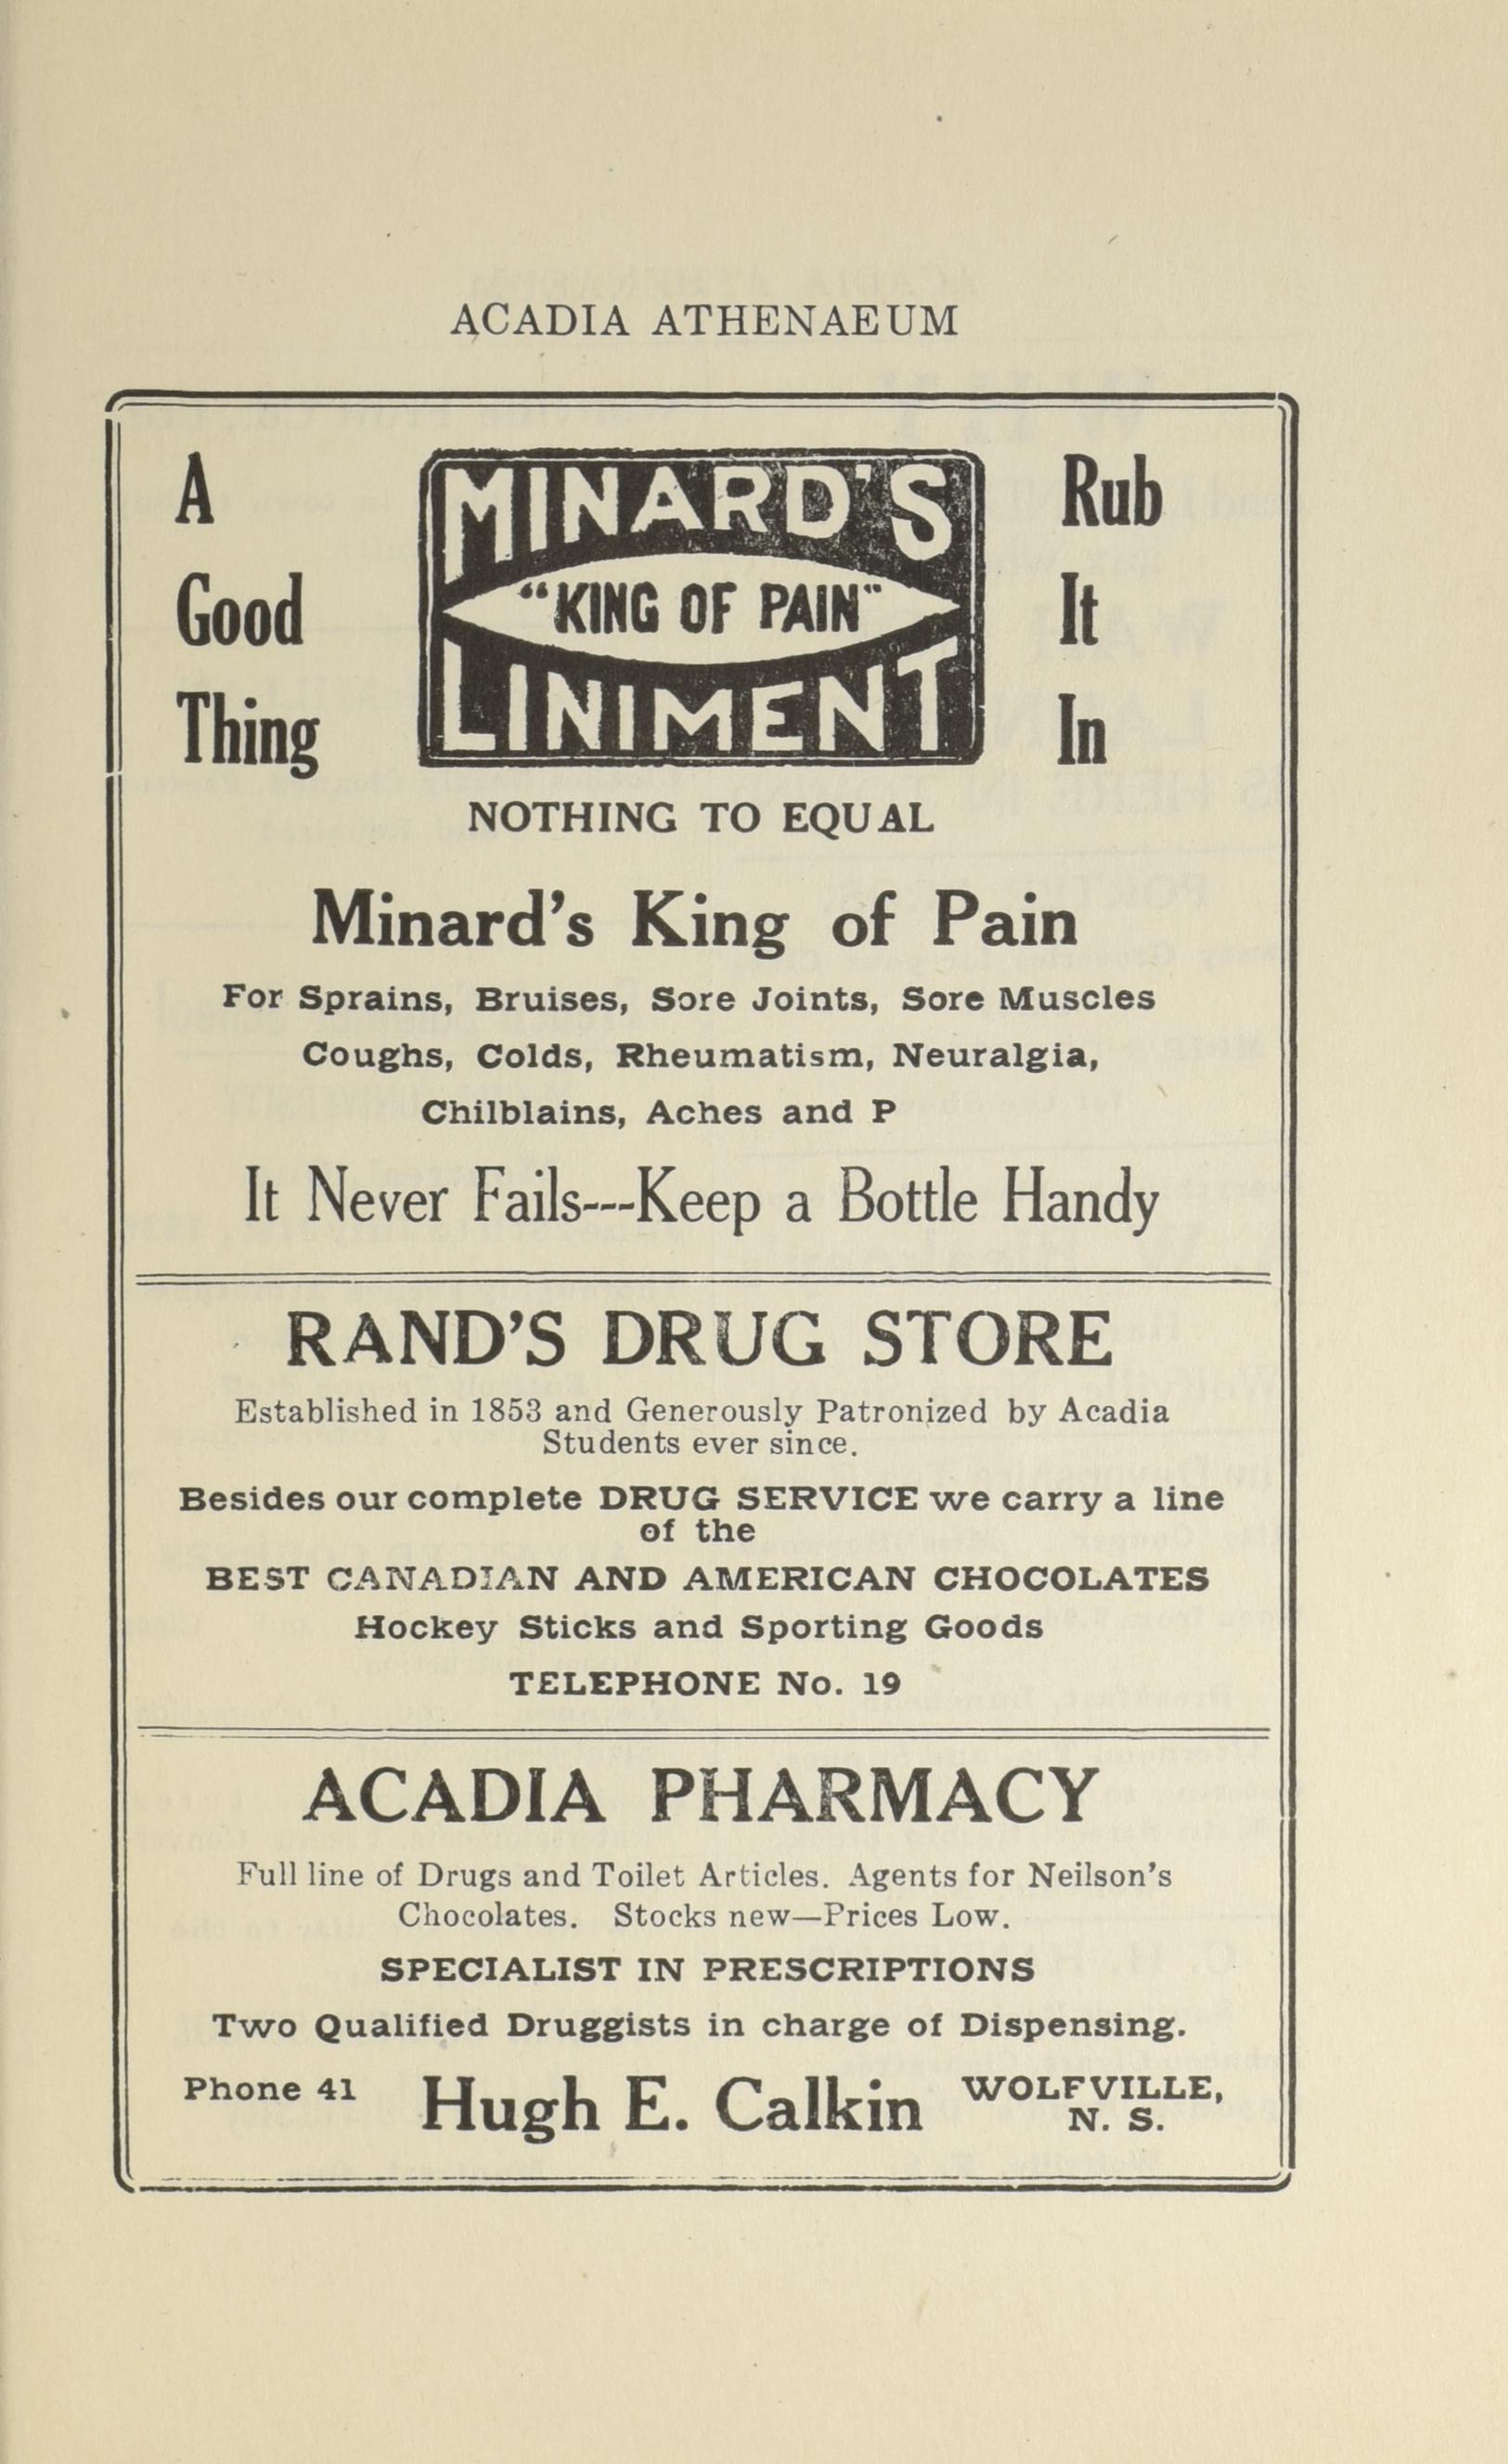 ACADIA ATHENAEUM
A
Good
Thing
MINARD'S
"KING OF PAIN"
LINIMENT
Rub
It
In
NOTHING TO EQUAL
Minard's King of Pain
For Sprains, Bruises, Sore Joints, Sore Muscles
Coughs, Colds, Rheumatism, Neuralgia,
Chilblains, Aches and P
It Never Fails---Keep a Bottle Handy
RAND'S DRUG STORE
Established in 1853 and Generously Patronized by Acadia
Students ever since.
Besides our complete DRUG SERVICE we carry a line
of the
BEST CANADIAN AND AMERICAN CHOCOLATES
Hockey Sticks and Sporting Goods
TELEPHONE No. 19
ACADIA PHARMACY
Full line of Drugs and Toilet Articles. Agents for Neilson's
Chocolates. Stocks new—Prices Low.
SPECIALIST IN PRESCRIPTIONS
Two Qualified Druggists in charge of Dispensing.
Phone 41 Hugh E. Calkin WOLFVILLE,
N. S.